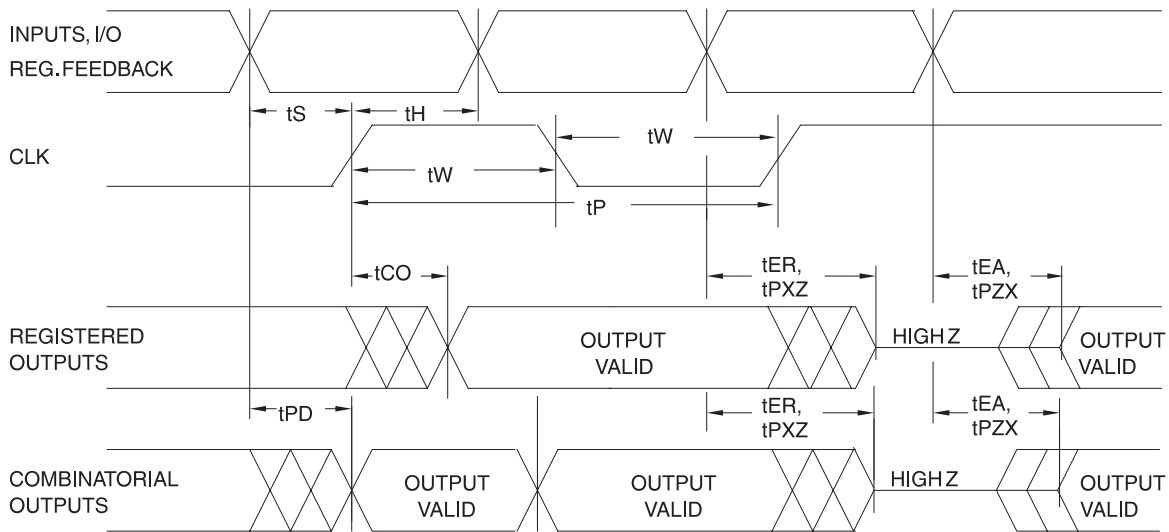 INPUTS, I/O
REG. FEEDBACK
tS
tH
tW
CLK
tW
tP
tCO
tER,
tPXZ
tEA,
tPZX
REGISTERED
OUTPUTS
OUTPUT
VALID
HIGH Z
OUTPUT
VALID
tPD
tER,
tPXZ
tEA,
tPZX
COMBINATORIAL
OUTPUTS
OUTPUT
VALID
OUTPUT
VALID
HIGH Z
OUTPUT
VALID